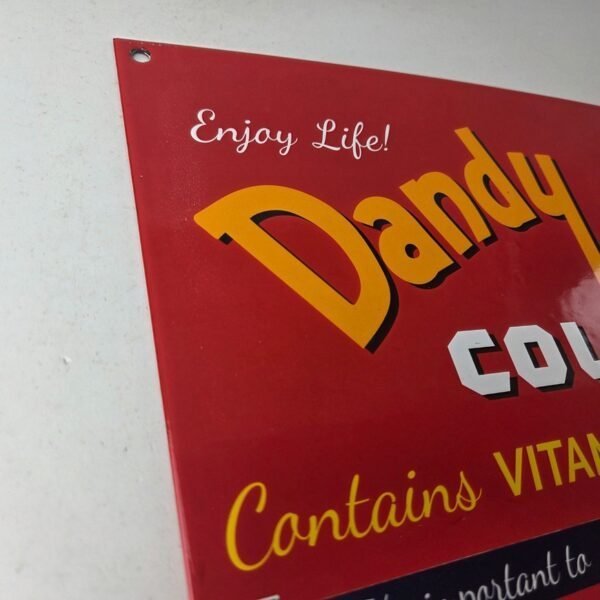 Enjoy Life!
Dandy
COU
Contains VITAM
important to